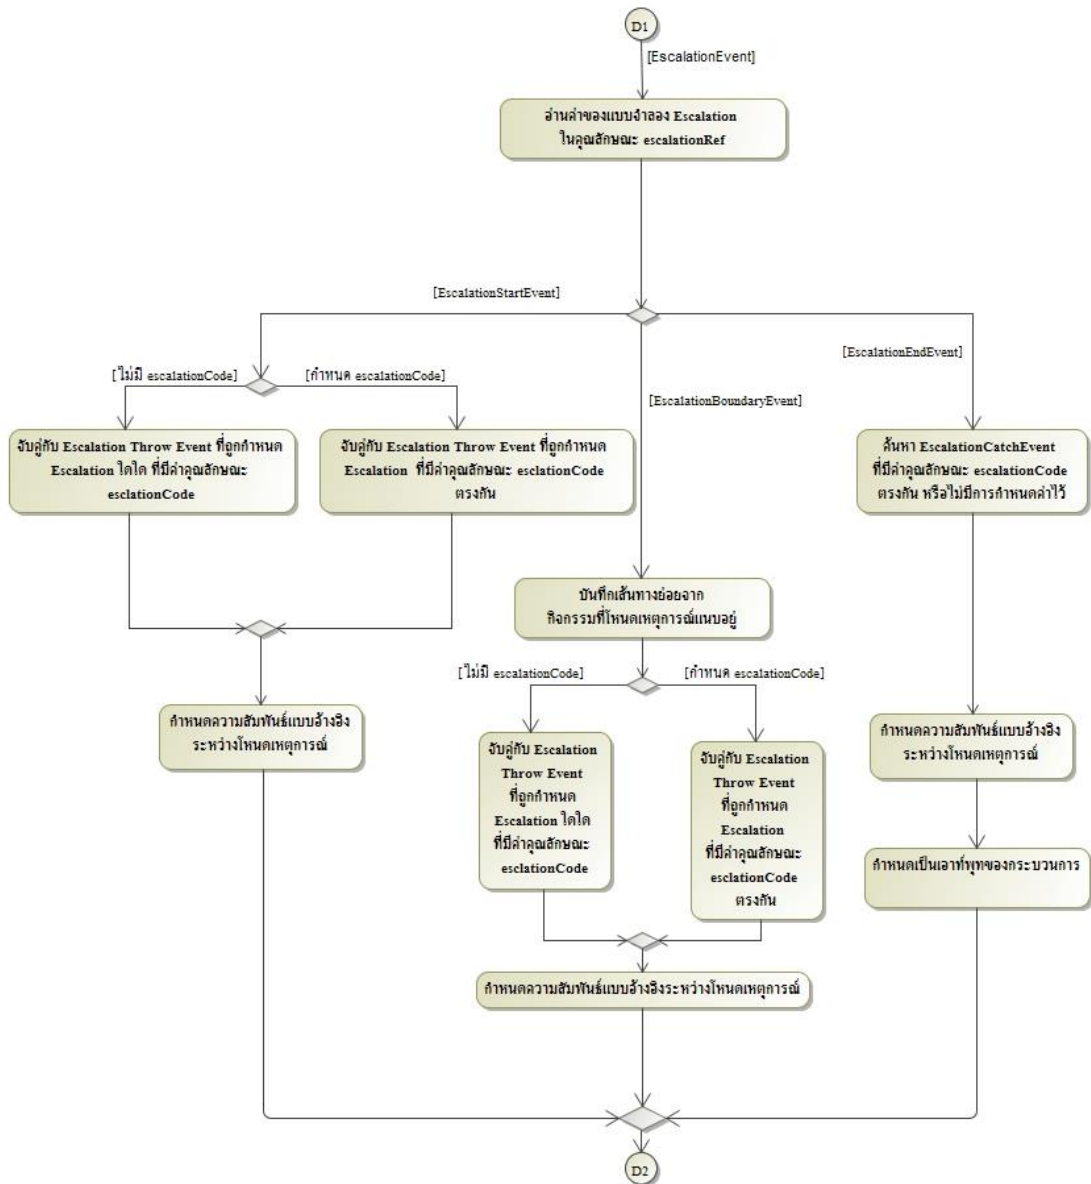 D1
[EscalationEvent]
อ่านค่าของแบบจำลอง Escalation
ในคุณลักษณะ escalationRef
[EscalationStartEvent]
[EscalationEndEvent]
[ไม่มี escalationCode]
[กำหนด escalationCode]
[EscalationBoundaryEvent]
จับคู่กับ Escalation Throw Event ที่ถูกกำหนด
Escalation ใดใด ที่มีค่าคุณลักษณะ
esclationCode
จับคู่กับ Escalation Throw Event ที่ถูกกำหนด
Escalation ที่มีค่าคุณลักษณะ esclationCode
ตรงกัน
ค้นหา EscalationCatchEvent
ที่มีค่าคุณลักษณะ escalationCode
ตรงกัน หรือไม่มีการกำหนดค่าไว้
บันทึกเส้นทางย่อยจาก
กิจกรรมที่โหนดเหตุการณ์แนบอยู่
[ไม่มี escalationCode]
[กำหนด escalationCode]
กำหนดความสัมพันธ์แบบอ้างอิง
ระหว่างโหนดเหตุการณ์
จับคู่กับ Escalation
Throw Event
ที่ถูกกำหนด
Escalation ใดใด
ที่มีค่าคุณลักษณะ
esclationCode
จับคู่กับ Escalation
Throw Event
ที่ถูกกำหนด
Escalation
ที่มีค่าคุณลักษณะ
esclationCode
ตรงกัน
กำหนดความสัมพันธ์แบบอ้างอิง
ระหว่างโหนดเหตุการณ์
กำหนดเป็นเอาท์พุทของกระบวนการ
กำหนดความสัมพันธ์แบบอ้างอิงระหว่างโหนดเหตุการณ์
D2